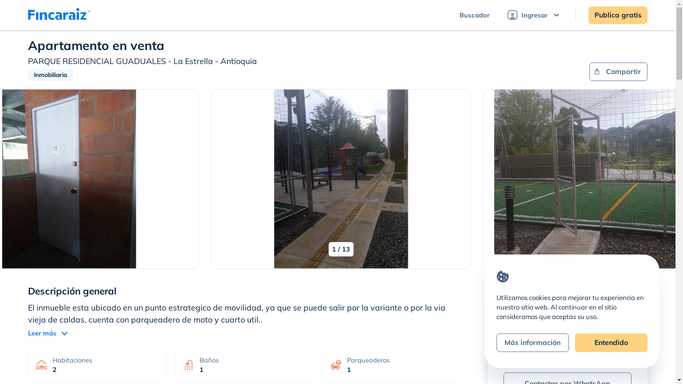 Fincaraiz
Buscador
Ingresar
Publica gratis
Apartamento en venta
PARQUE RESIDENCIAL GUADUALES - La Estrella - Antioquia
Inmobiliaria
Compartir
1 / 13
Descripción general
El inmueble esta ubicado en un punto estrategico de movilidad, ya que se puede salir por la variante o por la
vieja de caldas, cuenta con parqueadero de moto y cuarto util..
Leer más
Habitaciones
2
Baños
1
Parqueaderos
1
Utilizamos cookies para mejorar tu experiencia en
nuestro sitio web. Al continuar en el sitio
consideramos que aceptas su uso.
Más información
Entendido
Contactar por WhatsApp